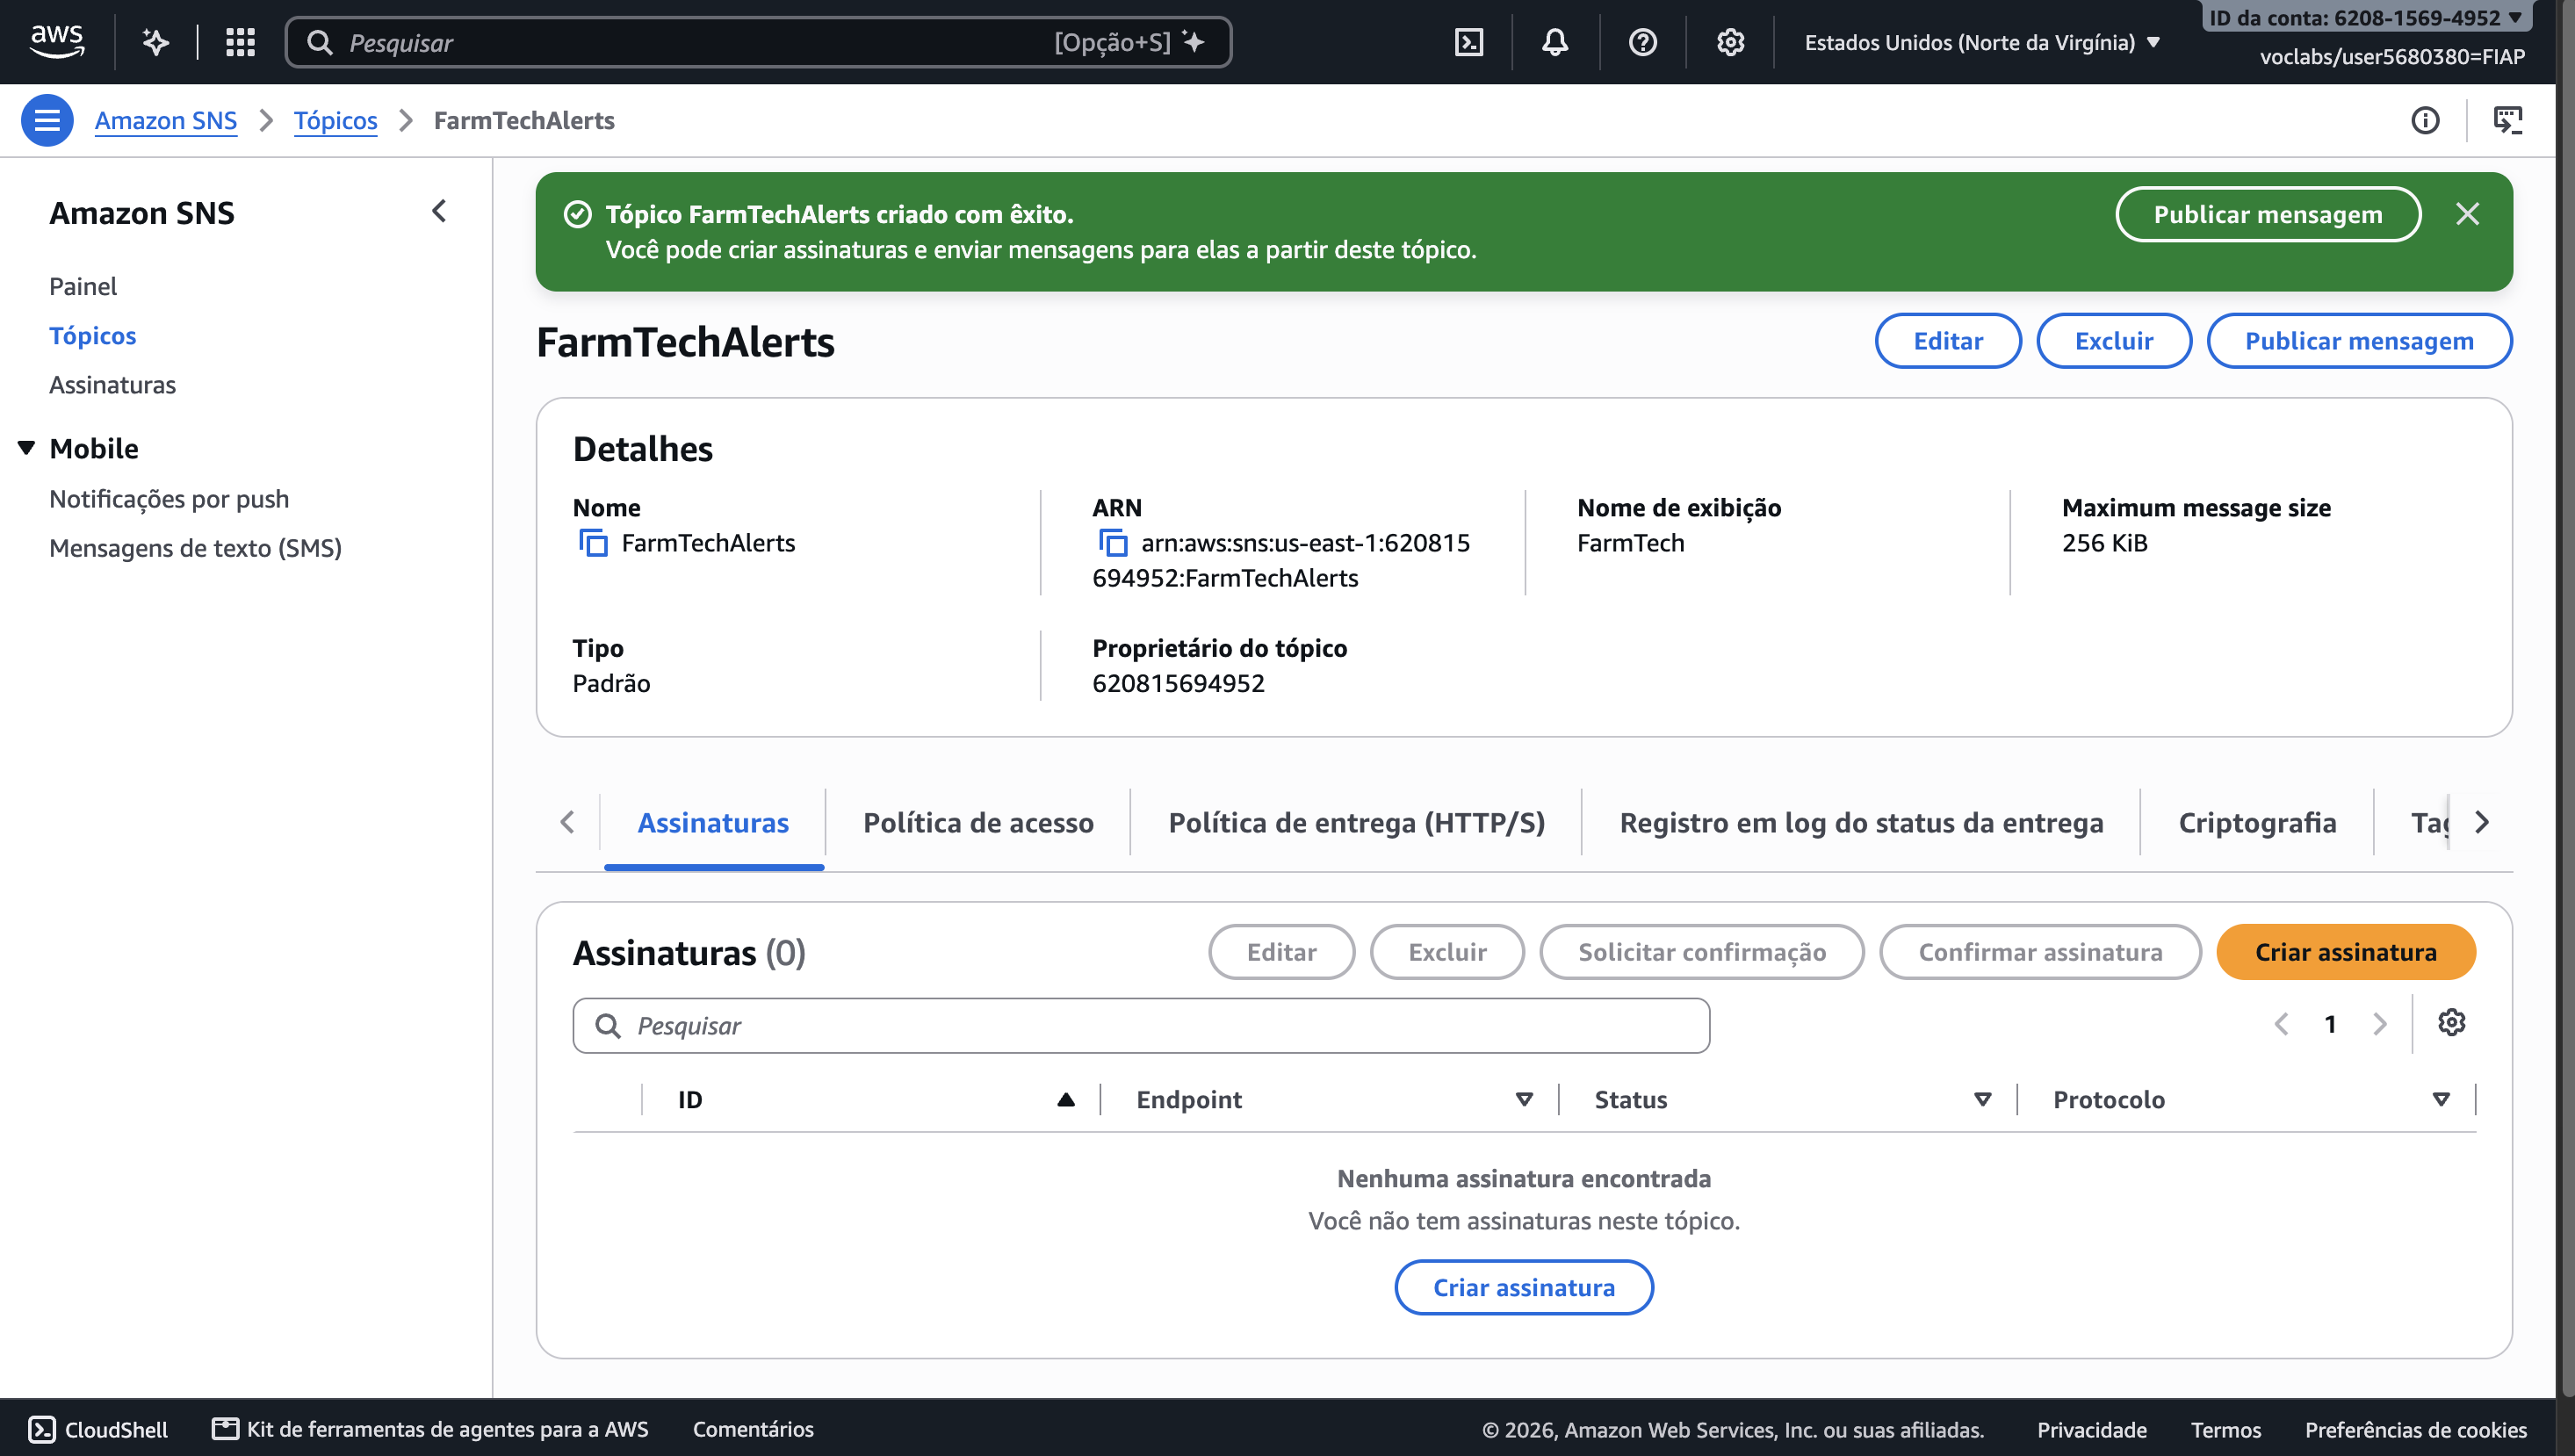 aws
Pesquisar
[Opção+S]
Estados Unidos (Norte da Virgínia)
ID da conta: 6208-1569-4952
voclabs/user5680380=FIAP
Amazon SNS
Tópicos
FarmTechAlerts
Amazon SNS
Painel
Tópicos
Assinaturas
Mobile
Notificações por push
Mensagens de texto (SMS)
Tópico FarmTechAlerts criado com êxito.
Você pode criar assinaturas e enviar mensagens para elas a partir deste tópico.
Publicar mensagem
FarmTechAlerts
Editar
Excluir
Publicar mensagem
Detalhes
Nome
FarmTechAlerts
ARN
arn:aws:sns:us-east-1:620815
694952:FarmTechAlerts
Nome de exibição
FarmTech
Maximum message size
256 KiB
Tipo
Padrão
Proprietário do tópico
620815694952
Assinaturas
Política de acesso
Política de entrega (HTTP/S)
Registro em log do status da entrega
Criptografia
Assinaturas (0)
Editar
Excluir
Solicitar confirmação
Confirmar assinatura
Criar assinatura
Pesquisar
1
ID
Endpoint
Status
Protocolo
Nenhuma assinatura encontrada
Você não tem assinaturas neste tópico.
Criar assinatura
CloudShell
Kit de ferramentas de agentes para a AWS
Comentários
© 2026, Amazon Web Services, Inc. ou suas afiliadas.
Privacidade
Termos
Preferências de cookies